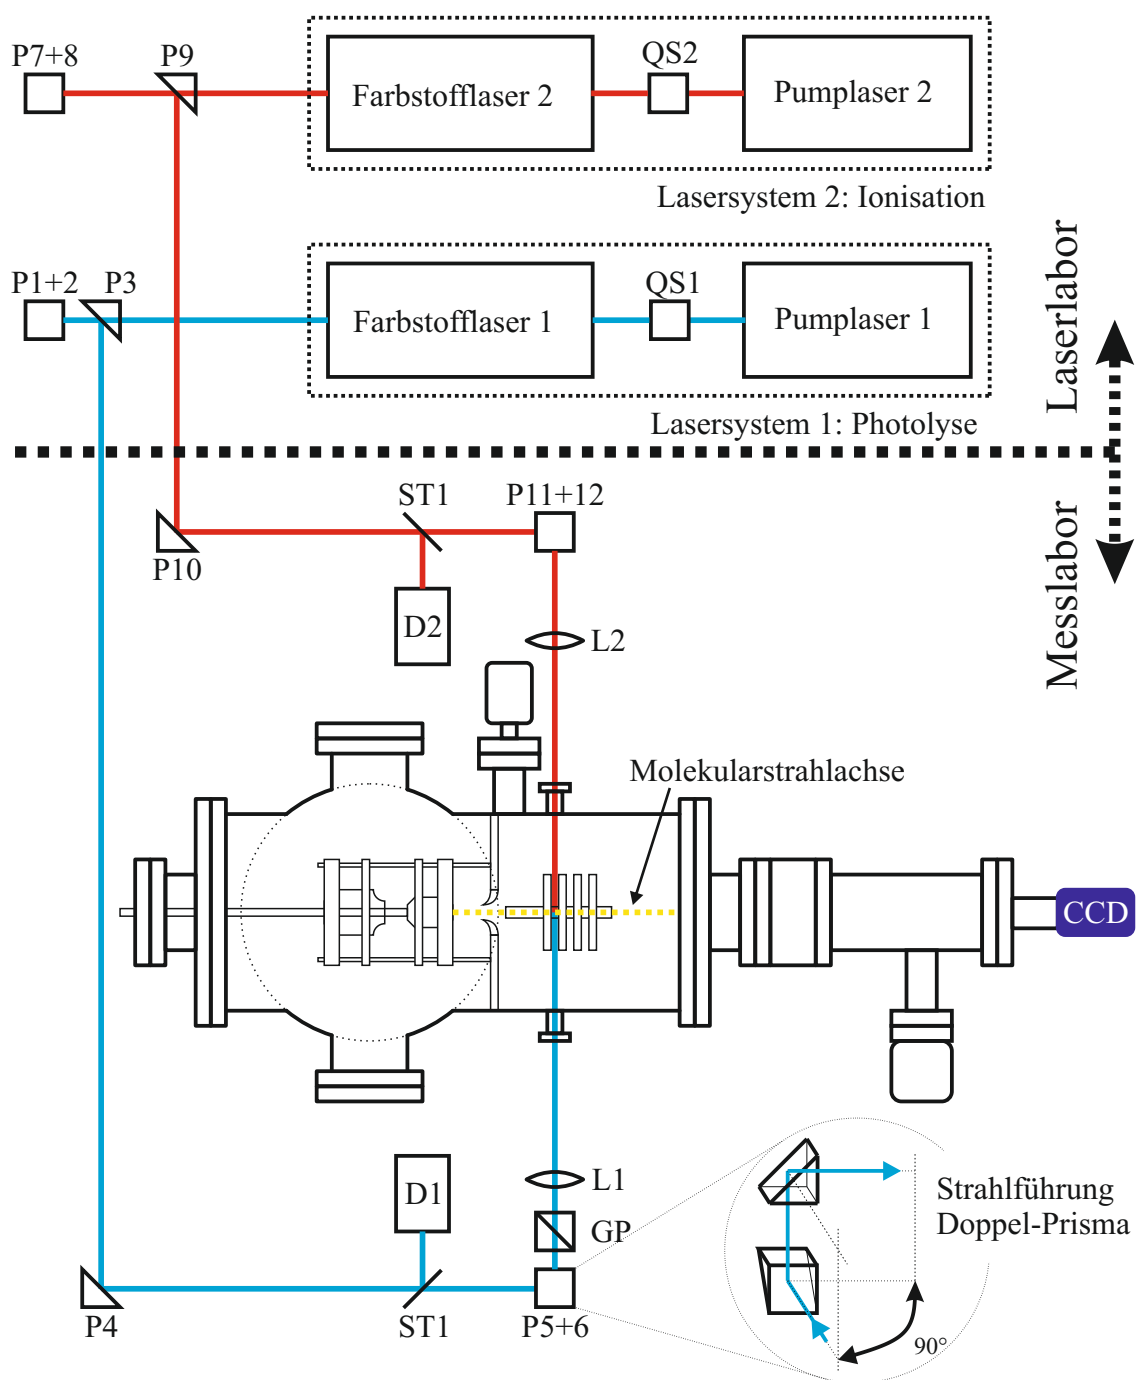 P7+8
P9
Farbstofflaser 2
QS2
Pumplaser 2
Lasersystem 2: Ionisation
P1+2
P3
Farbstofflaser 1
QS1
Pumplaser 1
Lasersystem 1: Photolyse
Laserlabor
Messlabor
ST1
P11+12
P10
D2
L2
Molekularstrahlachse
CCD
D1
L1
GP
P4
ST1
P5+6
Strahlführung
Doppel-Prisma
90°